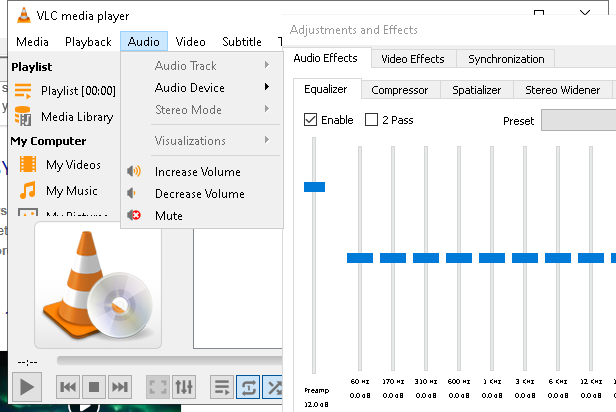 VLC media player
Media Playback Audio Video Subtitle
Playlist
Playlist [00:00]
Media Library
My Computer
My Videos
My Music
My Pictures
Audio Track
Audio Device
Stereo Mode
Visualizations
Increase Volume
Decrease Volume
Mute
--:--
Adjustments and Effects
Audio Effects Video Effects Synchronization
Equalizer Compressor Spatializer Stereo Widener
Enable 2 Pass Preset
60 Hz 170 Hz 310 Hz 600 Hz 1 KHz 3 KHz 6 KHz 12 KHz
Preamp 0.0 dB 0.0 dB 0.0 dB 0.0 dB 0.0 dB 0.0 dB 0.0 dB 0.0 dB
12.0 dB